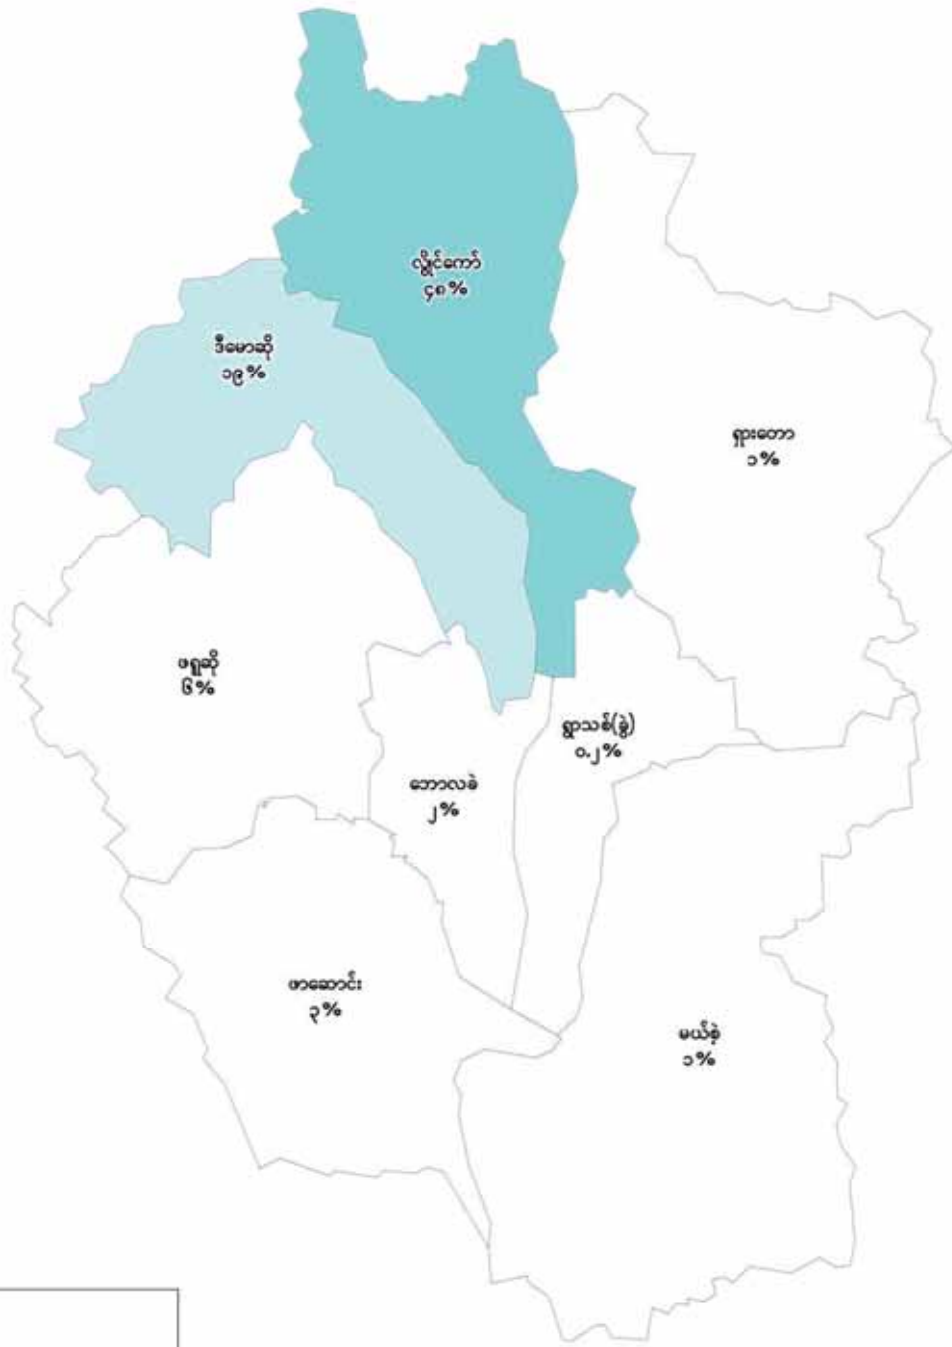 လွိုင်ကော်
၄၈%
ဒီမောဆို
၁၉%
ရှားတော
၁%
ဖရူဆို
၆%
ရွာသစ်(ခွဲ)
၀.၂%
ဘောလခဲ
၂%
ဖာဆောင်း
၃%
မယ်စဲ့
၁%